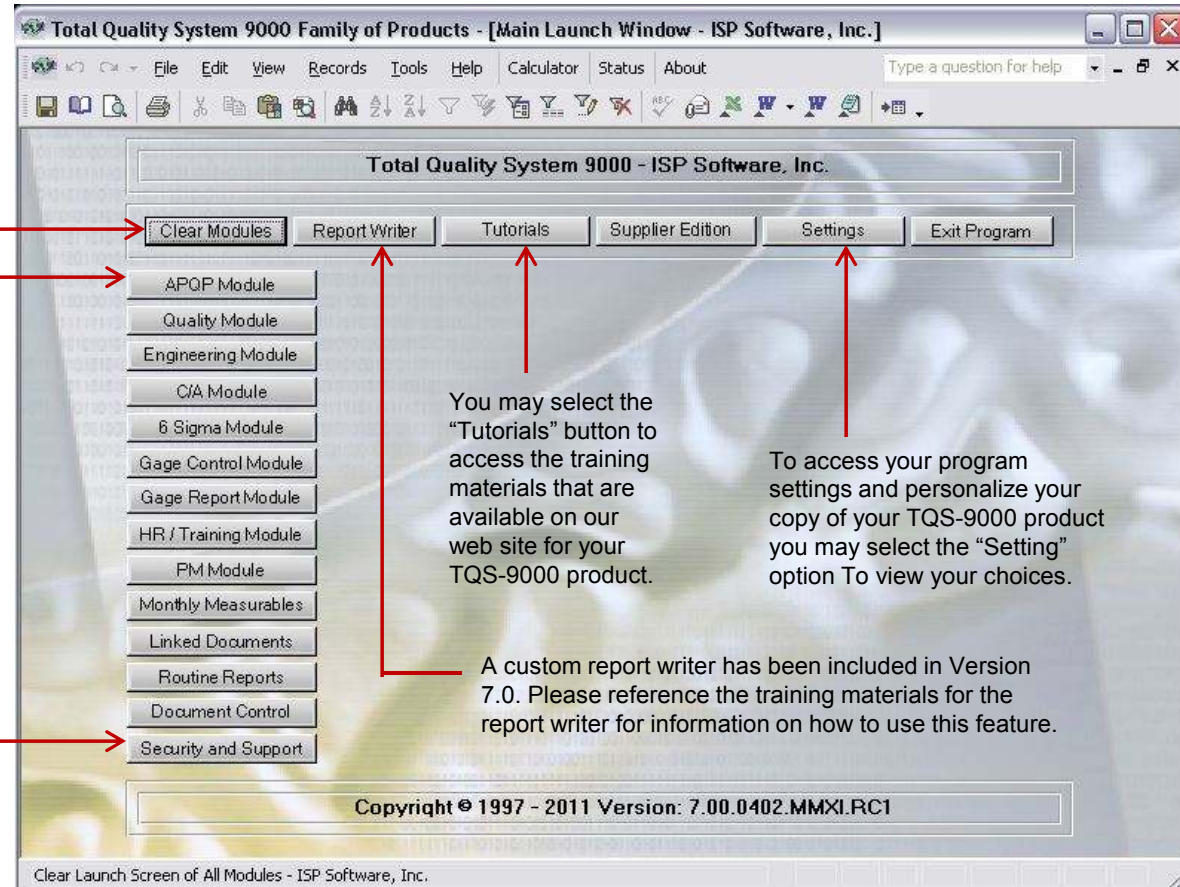 Total Quality System 9000 Family of Products - [Main Launch Window - ISP Software, Inc.]
File Edit View Records Tools Help Calculator Status About Type a question for help
Total Quality System 9000 - ISP Software, Inc.
Clear Modules Report Writer Tutorials Supplier Edition Settings Exit Program
APQP Module
Quality Module
Engineering Module
C/A Module
6 Sigma Module
Gage Control Module
Gage Report Module
HR / Training Module
PM Module
Monthly Measurables
Linked Documents
Routine Reports
Document Control
Security and Support
You may select the
“Tutorials” button to
access the training
materials that are
available on our
web site for your
TQS-9000 product.
To access your program
settings and personalize your
copy of your TQS-9000 product
you may select the “Setting”
option To view your choices.
A custom report writer has been included in Version
7.0. Please reference the training materials for the
report writer for information on how to use this feature.
Copyright © 1997 - 2011 Version: 7.00.0402.MMXI.RC1
Clear Launch Screen of All Modules - ISP Software, Inc.